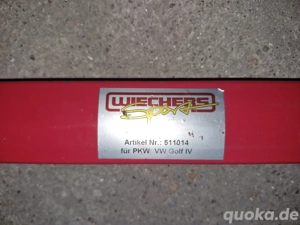 WIECHERS
Sport
Artikel Nr.: 511014
für PKW: VW Golf IV
quoka.de